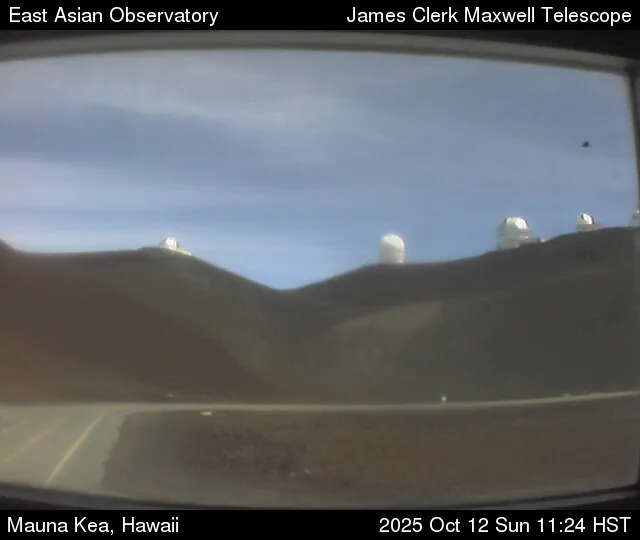 East Asian Observatory
James Clerk Maxwell Telescope
Mauna Kea, Hawaii
2025 Oct 12 Sun 11:24 HST